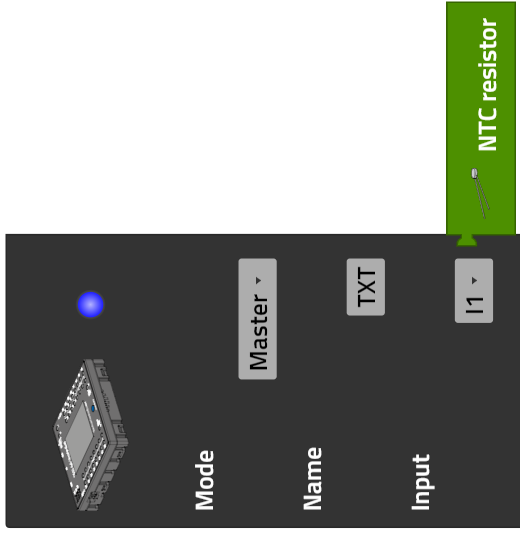 Mode Master
Name TXT
Input I1 NTC resistor